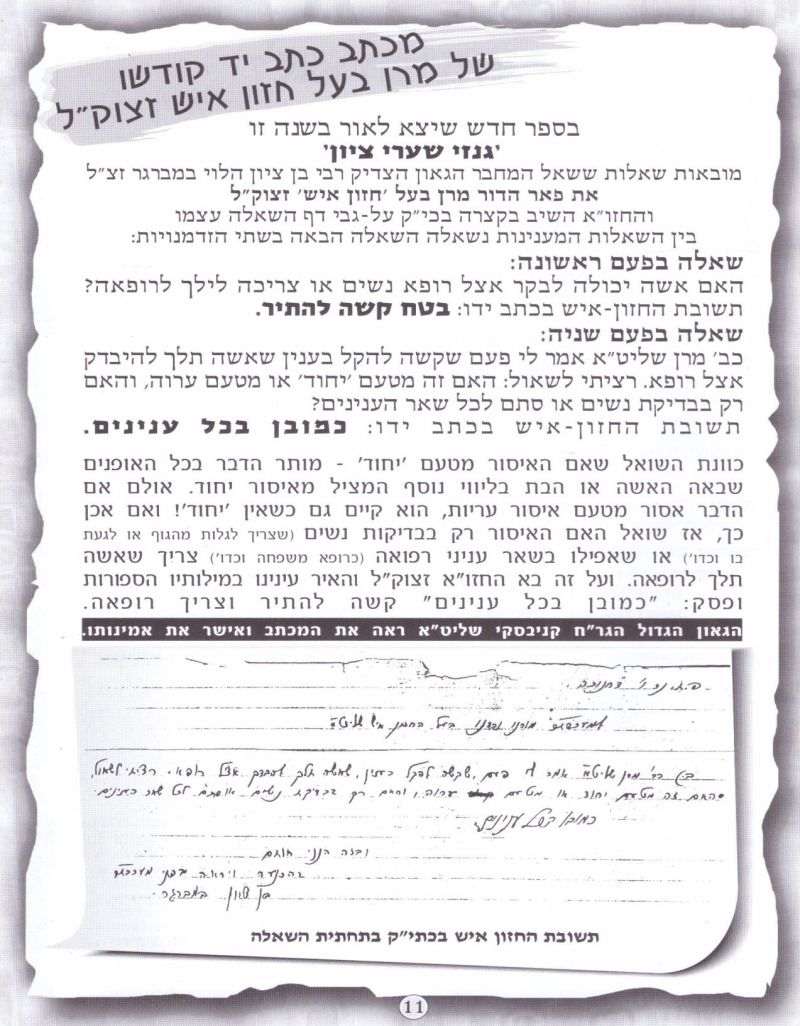 מכתב כתב יד קודשו
של מרן בעל חזון איש זצוק״ל
בספר חדש שיצא לאור בשנה זו
'גנזי שערי ציון'
מובאות שאלות ששאל המחבר הגאון הצדיק רבי בן ציון הלוי במברגר זצ״ל
את פאר הדור מרן בעל 'חזון איש' זצוק״ל
והחזו״א השיב בקצרה בכי״ק על-גבי דף השאלה עצמו
בין השאלות המענינות נשאלה השאלה הבאה בשתי הזדמנויות:
שאלה בפעם ראשונה:
האם אשה יכולה לבקר אצל רופא נשים או צריכה לילך לרופאה?
תשובת החזון-איש בכתב ידו: בטח קשה להתיר.
שאלה בפעם שניה:
כב' מרן שליט״א אמר לי פעם שקשה להקל בענין שאשה תלך להיבדק
אצל רופא. רציתי לשאול: האם זה מטעם 'יחוד' או מטעם ערוה, והאם
רק בבדיקת נשים או סתם לכל שאר הענינים?
תשובת החזון-איש בכתב ידו: כמובן בכל ענינים.
כוונת השואל שאם האיסור מטעם 'יחוד' - מותר הדבר בכל האופנים
שבאה האשה או הבת בליווי נוסף המציל מאיסור יחוד. אולם אם
הדבר אסור מטעם איסור עריות, הוא קיים גם כשאין 'יחוד'! ואם אכן
כך, אז שואל האם האיסור רק בבדיקות נשים (שצריך לגלות מהגוף או לגעת
בו וכדו') או שאפילו בשאר עניני רפואה (כרופא משפחה וכדו') צריך שאשה
תלך לרופאה. ועל זה בא החזו״א זצוק״ל והאיר עינינו במילותיו הספורות
ופסק: "כמובן בכל ענינים" קשה להתיר וצריך רופאה.
הגאון הגדול הגר״ח קניבסקי שליט״א ראה את המכתב ואישר את אמינותו.
למעכ״ת מורנו ורבנו בעל החזון איש שליט״א
כב' מרן שליט״א אמר לי פעם, שקשה להקל בענין, שאשה תלך להבדק אצל רופא. רציתי לשאול,
האם זה מטעם יחוד או מטעם ערוה, והאם רק בבדיקת נשים או סתם לכל שאר הענינים.
כמובן בכל ענינים.
ובזה הנני חותם
בן ציון במברגר
תשובת החזון איש בכתי״ק בתחתית השאלה
11